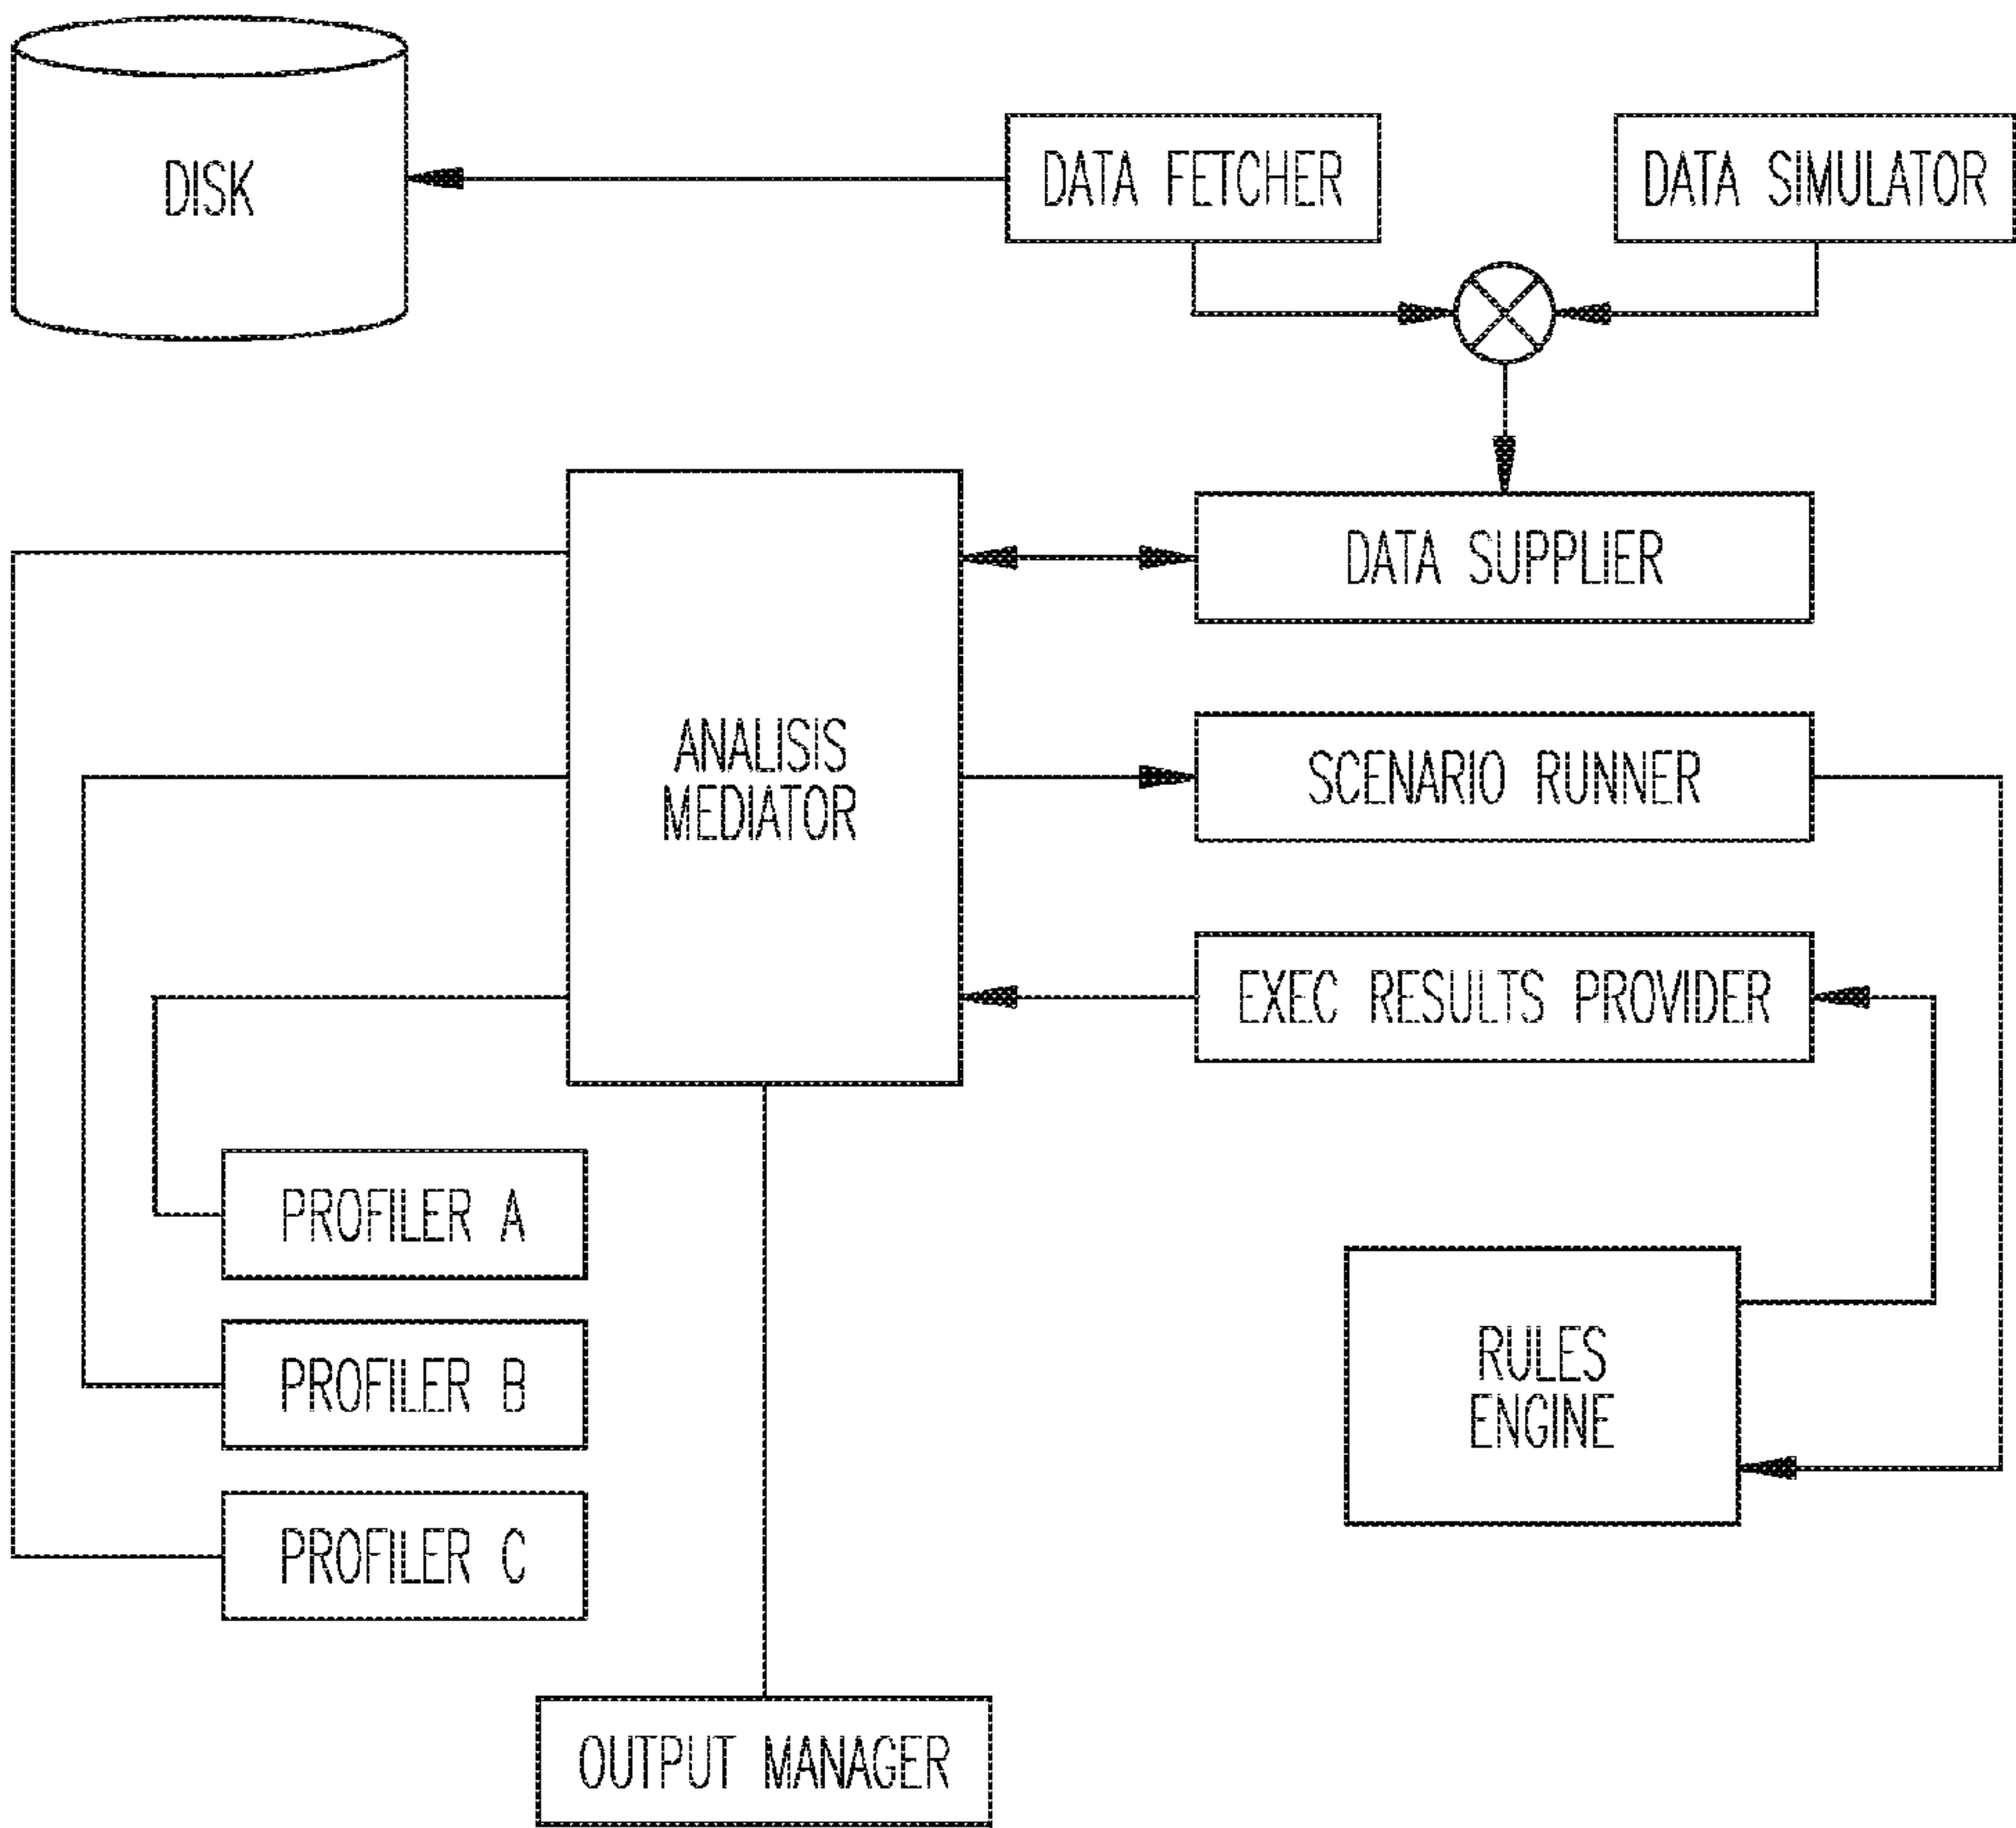 DISK
DATA FETCHER
DATA SIMULATOR
DATA SUPPLIER
ANALISIS
MEDIATOR
SCENARIO RUNNER
EXEC RESULTS PROVIDER
PROFILER A
PROFILER B
PROFILER C
RULES
ENGINE
OUTPUT MANAGER